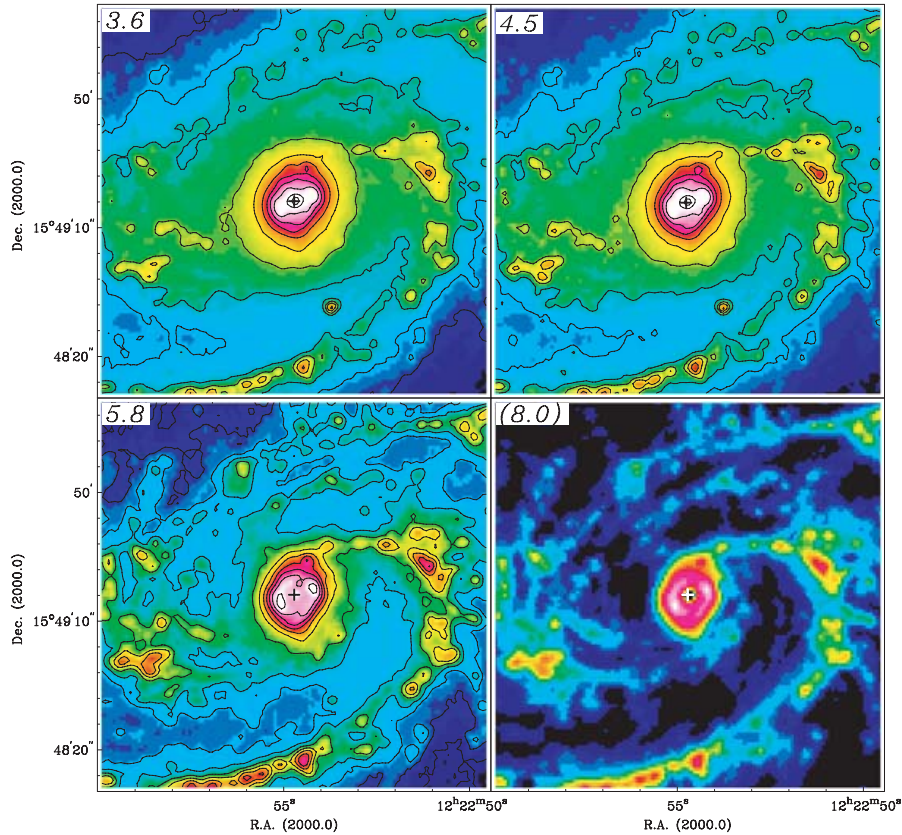 3.6
4.5
50′
Dec. (2000.0)
15°49′10″
48′20″
5.8
(8.0)
50′
Dec. (2000.0)
15°49′10″
48′20″
55ˢ
12ʰ22ᵐ50ˢ
55ˢ
12ʰ22ᵐ50ˢ
R.A. (2000.0)
R.A. (2000.0)